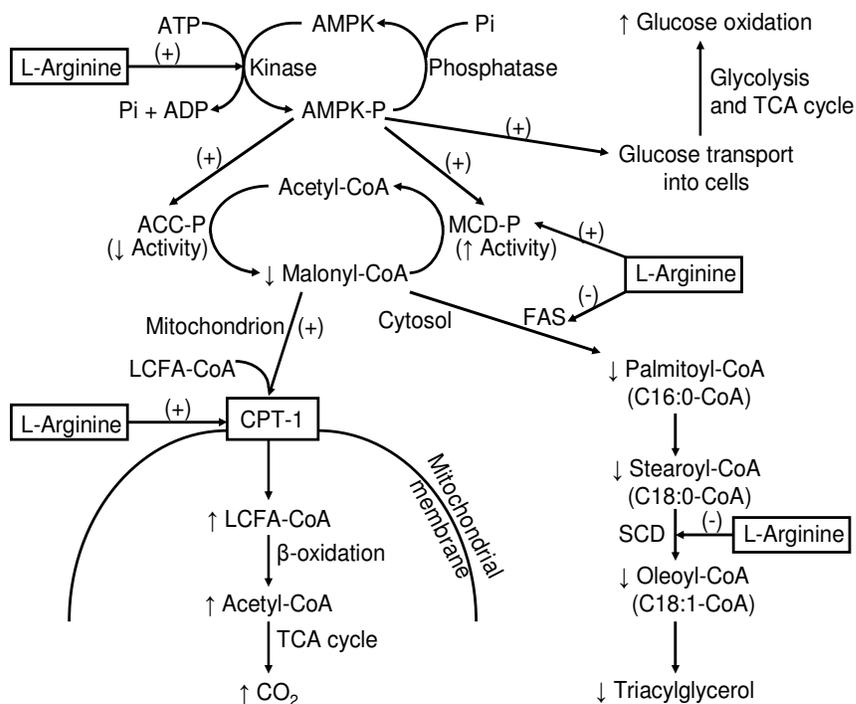 ATP
AMPK
Pi
↑ Glucose oxidation
L-Arginine
(+)
Kinase
Phosphatase
Glycolysis
and TCA cycle
Pi + ADP
AMPK-P
(+)
(+)
(+)
Glucose transport
into cells
Acetyl-CoA
ACC-P
(↓ Activity)
MCD-P
(↑ Activity)
(+)
L-Arginine
↓ Malonyl-CoA
(-)
Mitochondrion
(+)
Cytosol
FAS
LCFA-CoA
↓ Palmitoyl-CoA
(C16:0-CoA)
L-Arginine
(+)
CPT-1
Mitochondrial
membrane
↓ Stearoyl-CoA
(C18:0-CoA)
↑ LCFA-CoA
SCD
(-)
L-Arginine
β-oxidation
↓ Oleoyl-CoA
(C18:1-CoA)
↑ Acetyl-CoA
TCA cycle
↑ CO₂
↓ Triacylglycerol